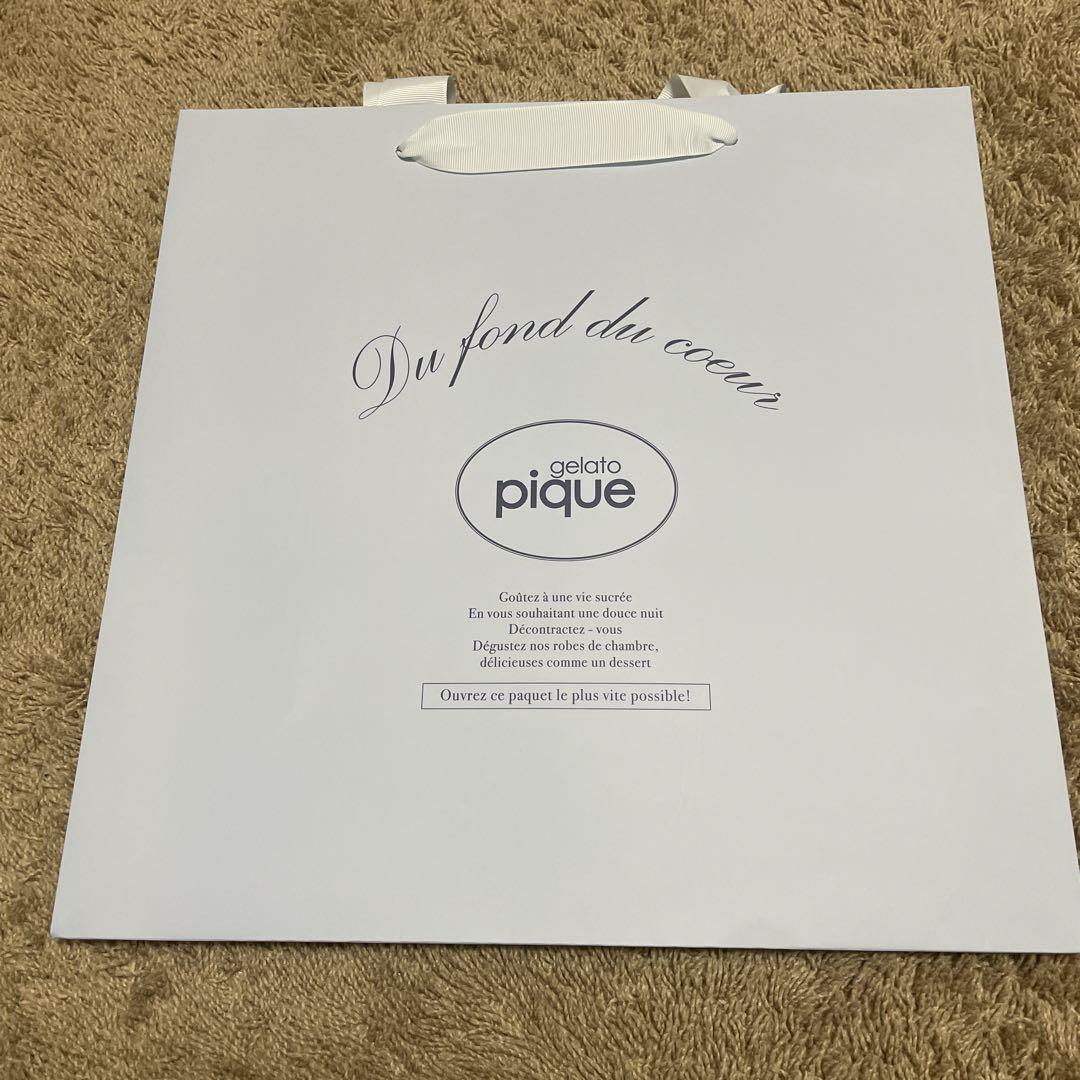 Du fond du coeur
gelato
pique
Goûtez à une vie sucrée
En vous souhaitant une douce nuit
Décontractez - vous
Dégustez nos robes de chambre,
délicieuses comme un dessert
Ouvrez ce paquet le plus vite possible!